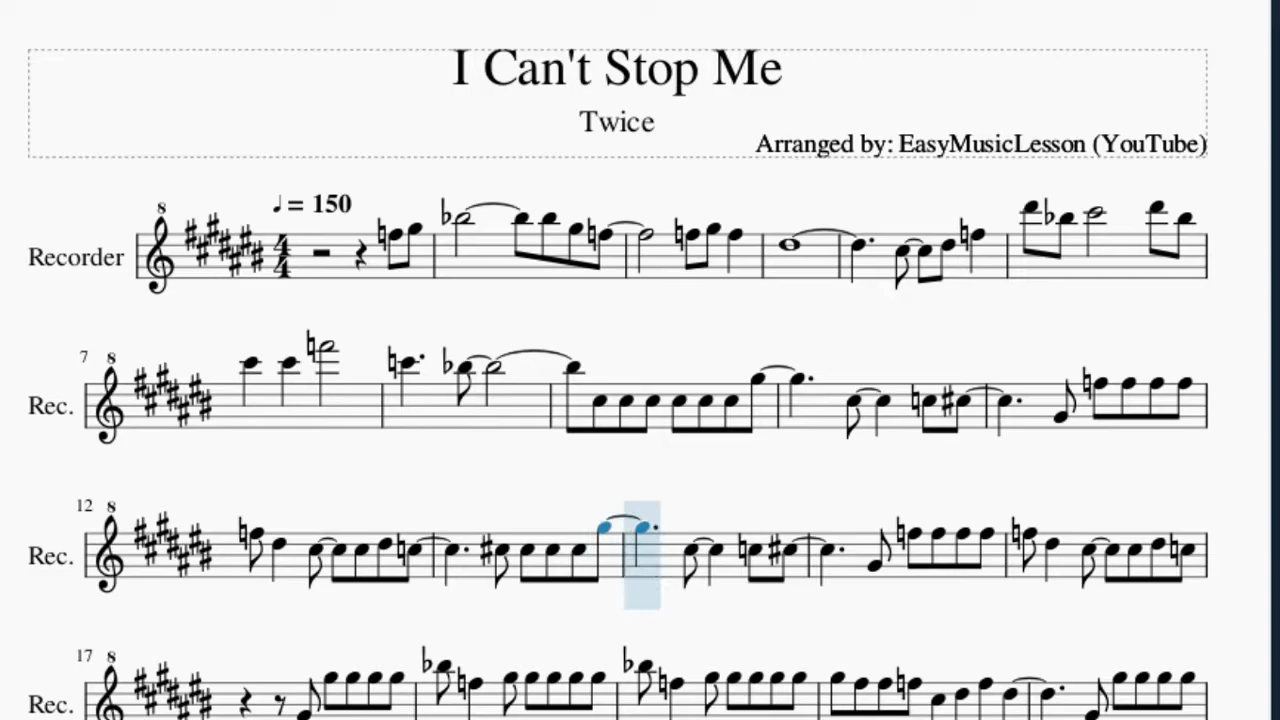 I Can't Stop Me
Twice
Arranged by: EasyMusicLesson (YouTube)
♩ = 150
8
Recorder
4
4
7 8
Rec.
12 8
Rec.
17 8
Rec.